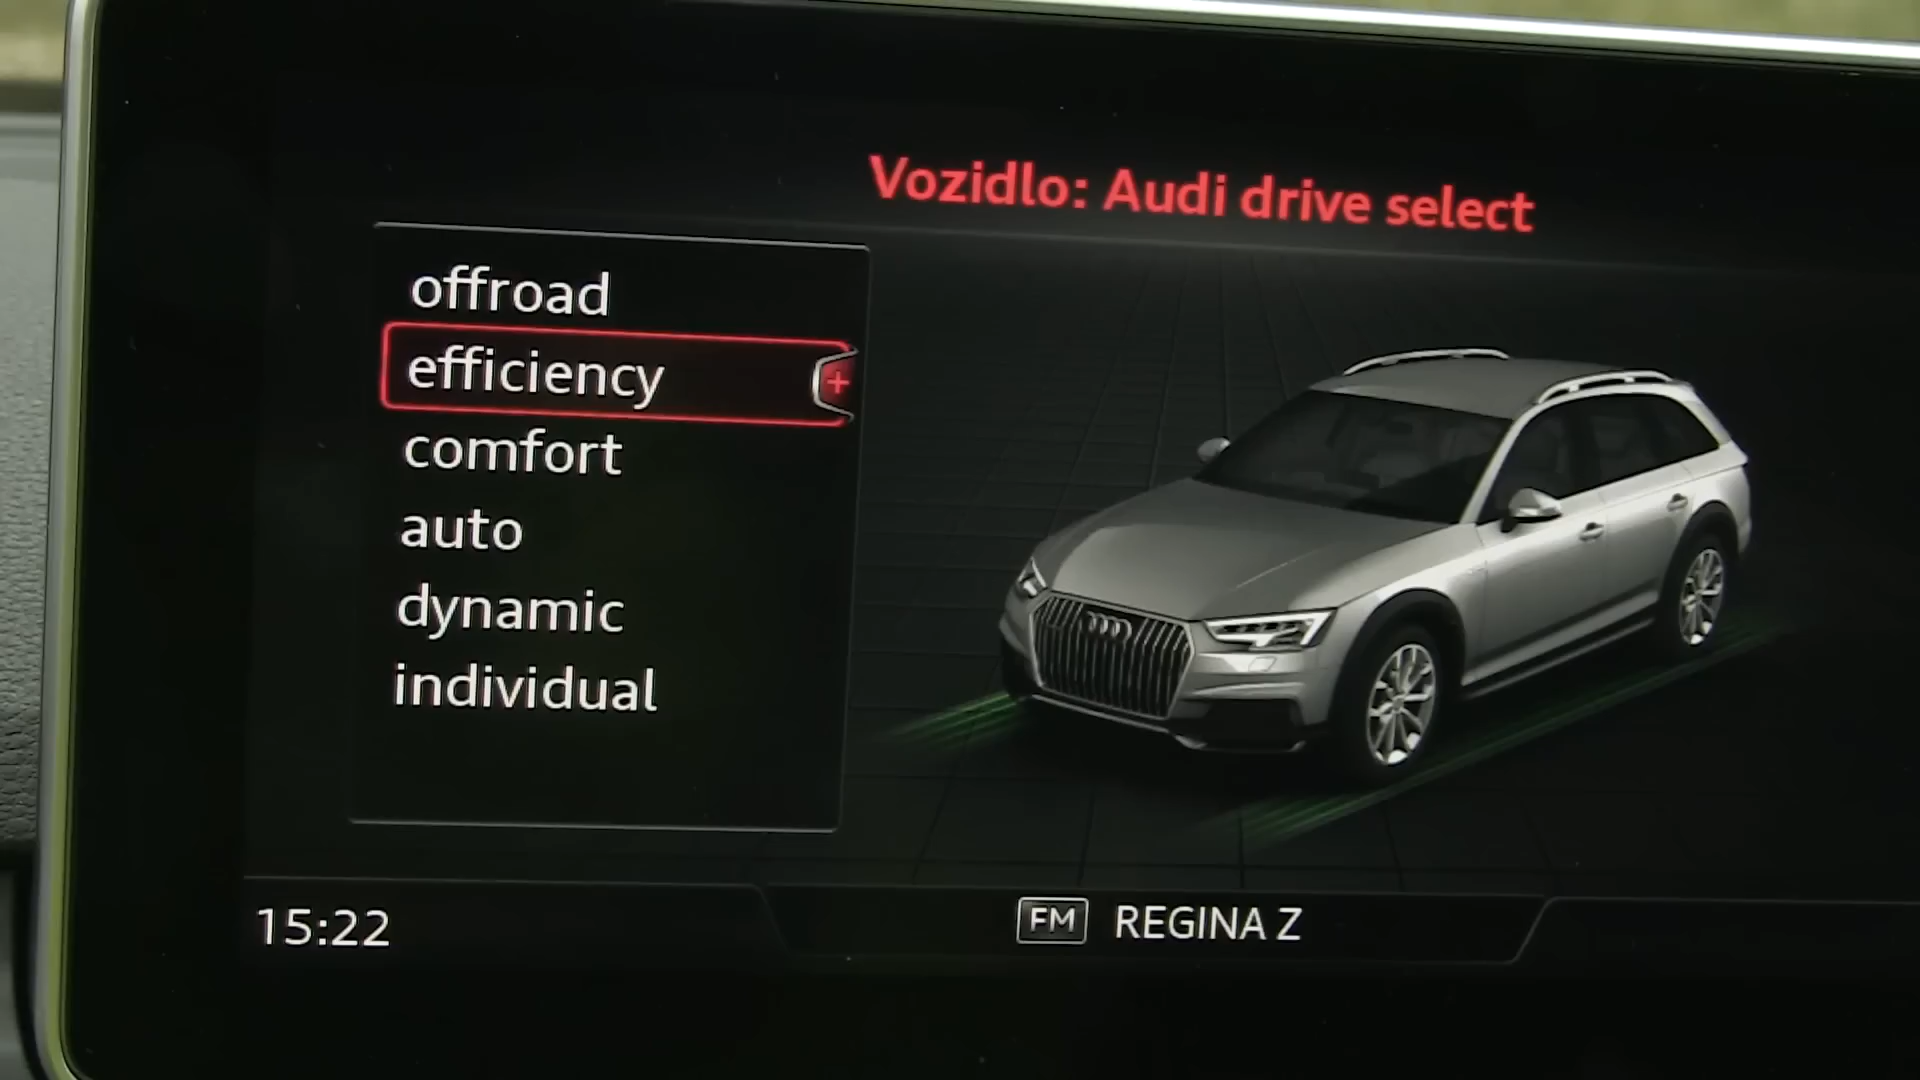 Vozidlo: Audi drive select
offroad
efficiency
comfort
auto
dynamic
individual
15:22
FM REGINA Z